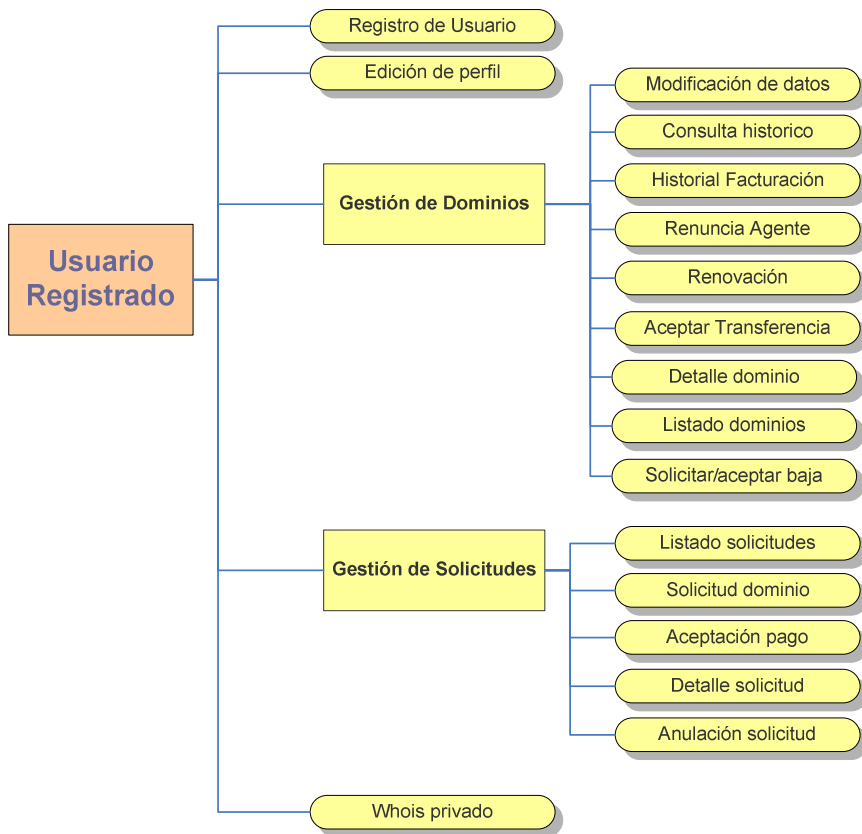 Usuario
Registrado
Registro de Usuario
Edición de perfil
Gestión de Dominios
Modificación de datos
Consulta historico
Historial Facturación
Renuncia Agente
Renovación
Aceptar Transferencia
Detalle dominio
Listado dominios
Solicitar/aceptar baja
Gestión de Solicitudes
Listado solicitudes
Solicitud dominio
Aceptación pago
Detalle solicitud
Anulación solicitud
Whois privado